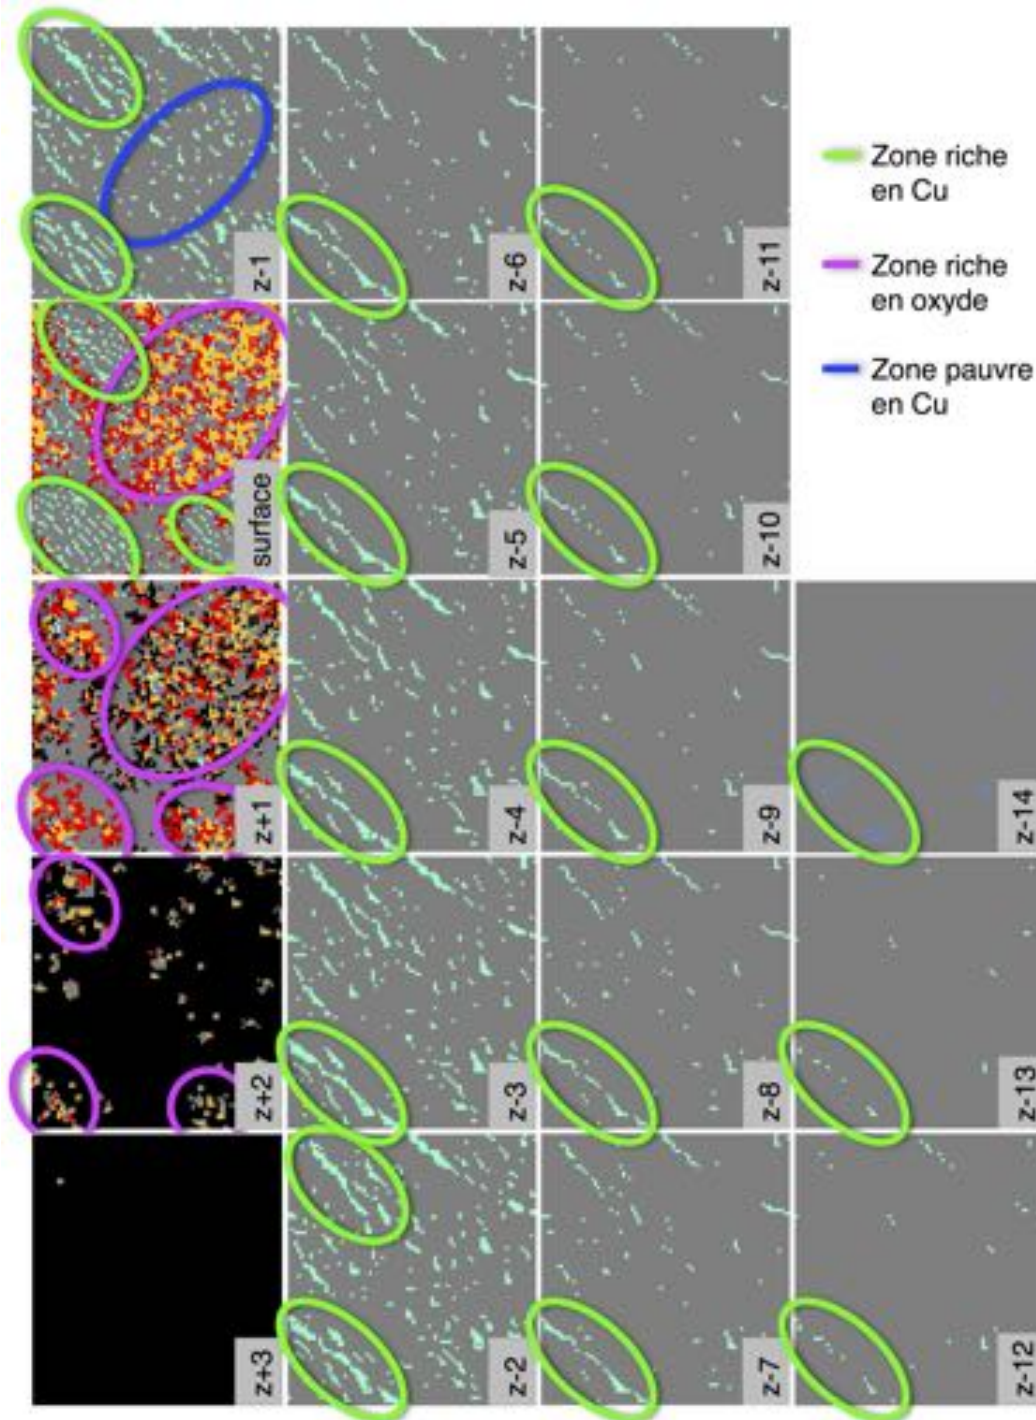 z+3
z+2
z+1
surface
z-1
z-2
z-3
z-4
z-5
z-6
z-7
z-8
z-9
z-10
z-11
z-12
z-13
z-14
Zone riche
en Cu
Zone riche
en oxyde
Zone pauvre
en Cu